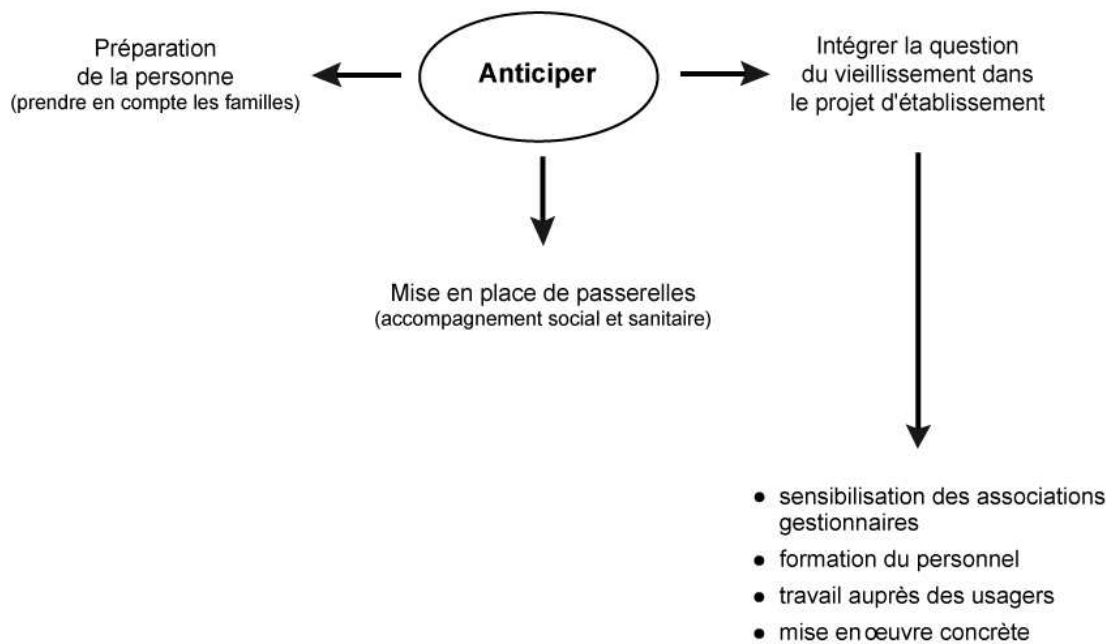 Préparation
de la personne
(prendre en compte les familles)
Anticiper
Intégrer la question
du vieillissement dans
le projet d'établissement
Mise en place de passerelles
(accompagnement social et sanitaire)
• sensibilisation des associations
gestionnaires
• formation du personnel
• travail auprès des usagers
• mise en œuvre concrète